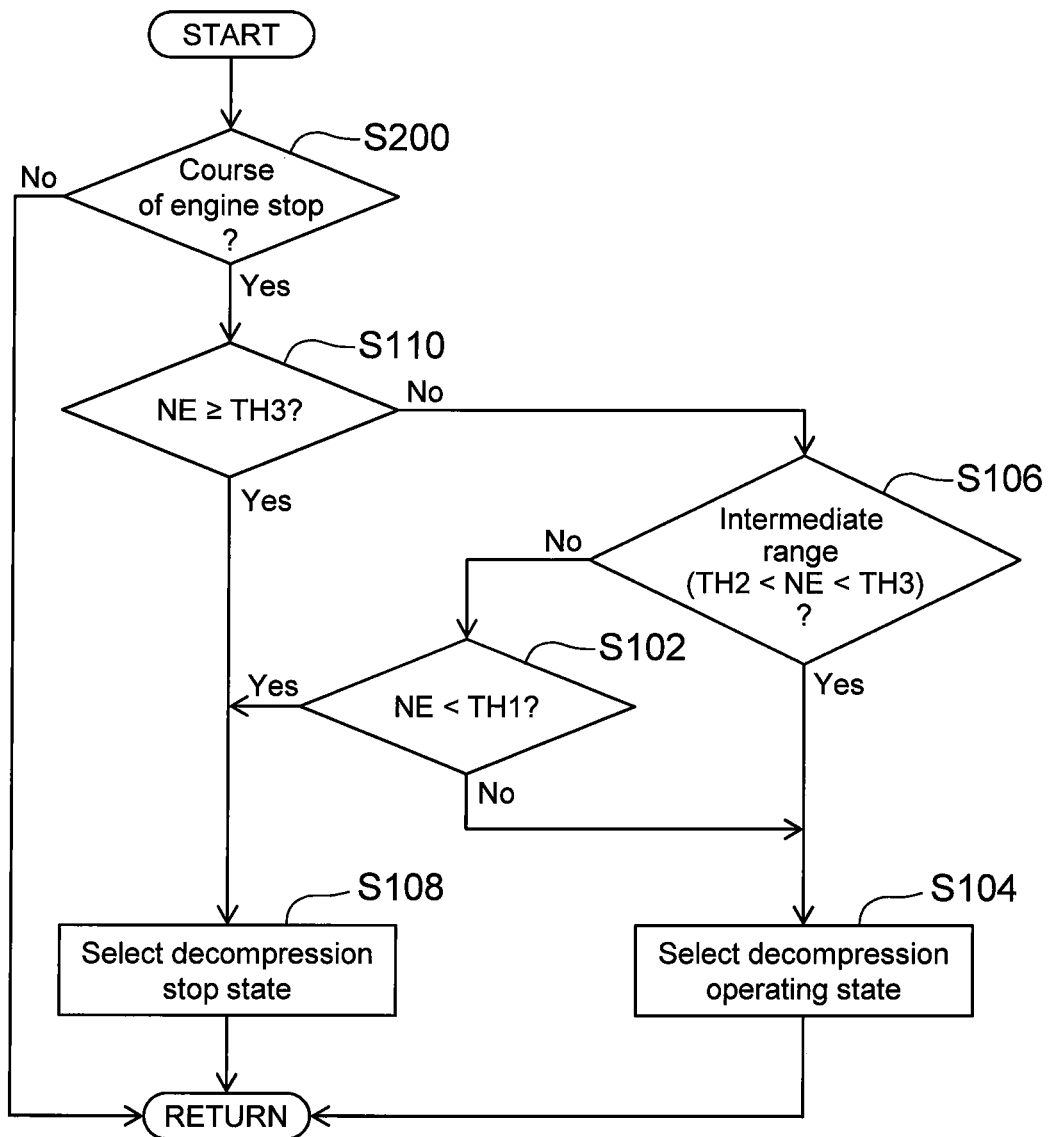 START
S200
No
Course
of engine stop
?
Yes
S110
NE ≥ TH3?
No
Yes
S106
Intermediate
range
(TH2 < NE < TH3)
?
No
Yes
S102
NE < TH1?
Yes
No
S108
Select decompression
stop state
S104
Select decompression
operating state
RETURN